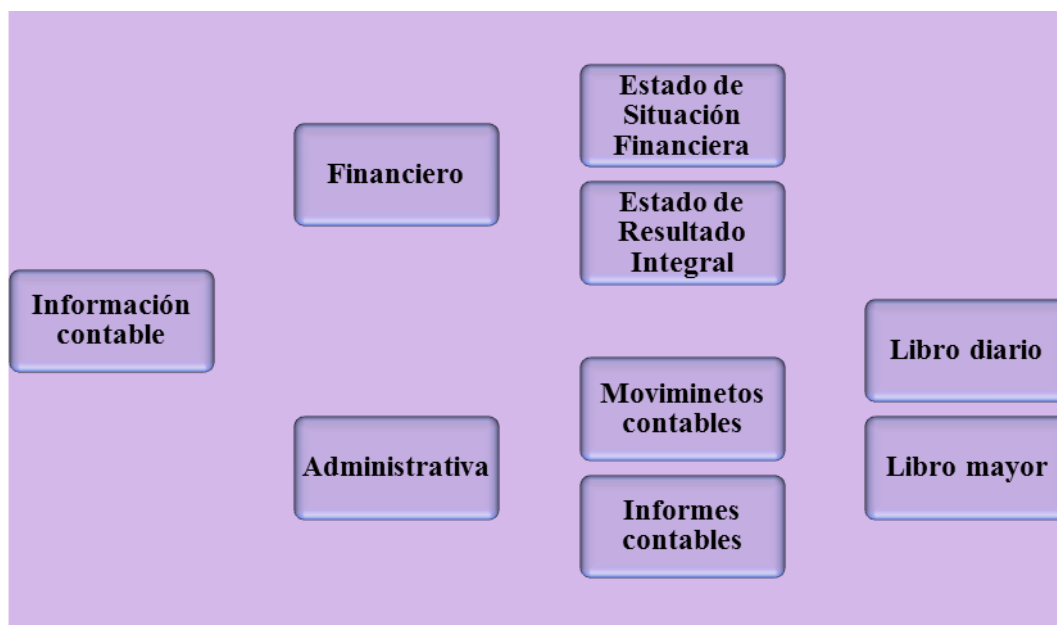 Información
contable
Financiero
Estado de
Situación
Financiera
Estado de
Resultado
Integral
Administrativa
Moviminetos
contables
Informes
contables
Libro diario
Libro mayor